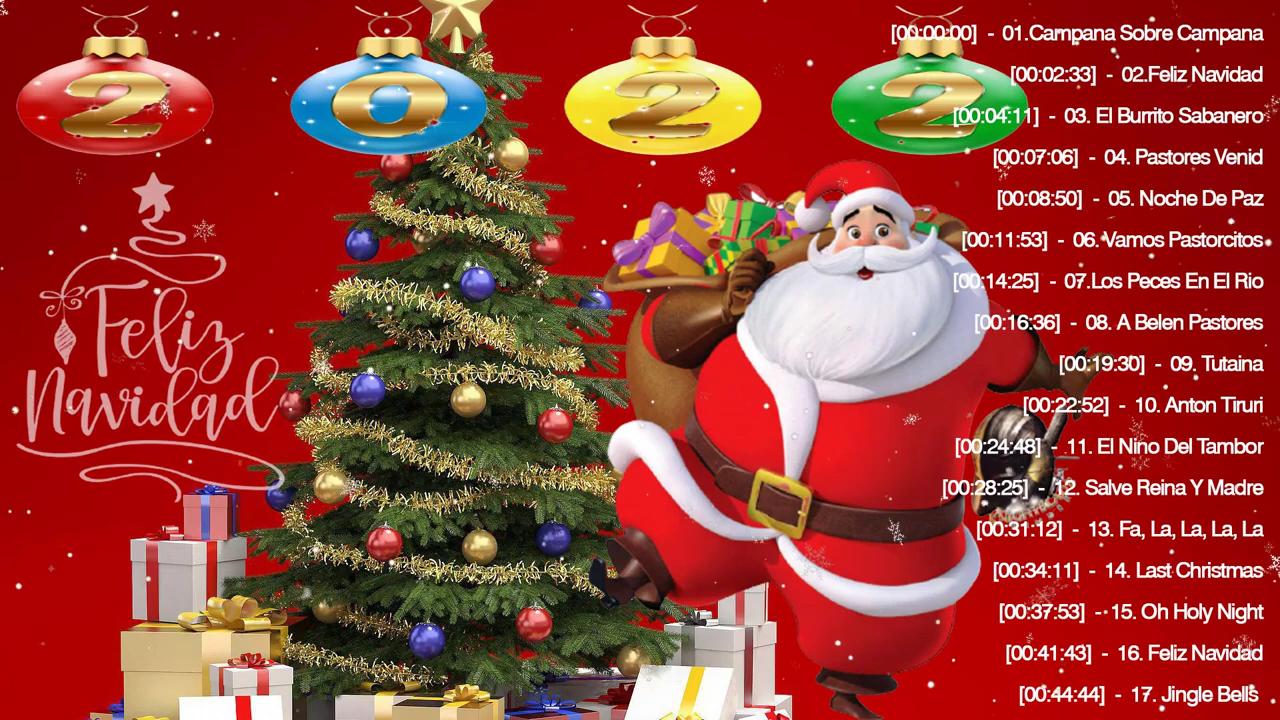 2 0 2 2
Feliz
Navidad
[00:00:00] - 01.Campana Sobre Campana
[00:02:33] - 02.Feliz Navidad
[00:04:11] - 03. El Burrito Sabanero
[00:07:06] - 04. Pastores Venid
[00:08:50] - 05. Noche De Paz
[00:11:53] - 06. Vamos Pastorcitos
[00:14:25] - 07.Los Peces En El Rio
[00:16:36] - 08. A Belen Pastores
[00:19:30] - 09. Tutaina
[00:22:52] - 10. Anton Tiruri
[00:24:48] - 11. El Nino Del Tambor
[00:28:25] - 12. Salve Reina Y Madre
[00:31:12] - 13. Fa, La, La, La, La
[00:34:11] - 14. Last Christmas
[00:37:53] - 15. Oh Holy Night
[00:41:43] - 16. Feliz Navidad
[00:44:44] - 17. Jingle Bells